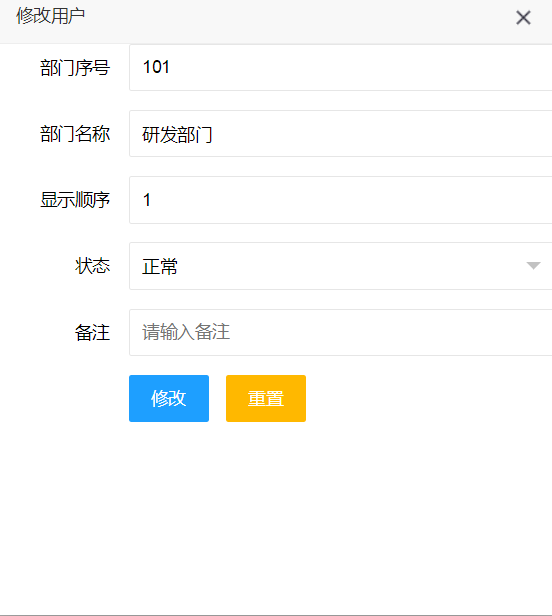 修改用户
部门序号 101
部门名称 研发部门
显示顺序 1
状态 正常
备注 请输入备注
修改 重置